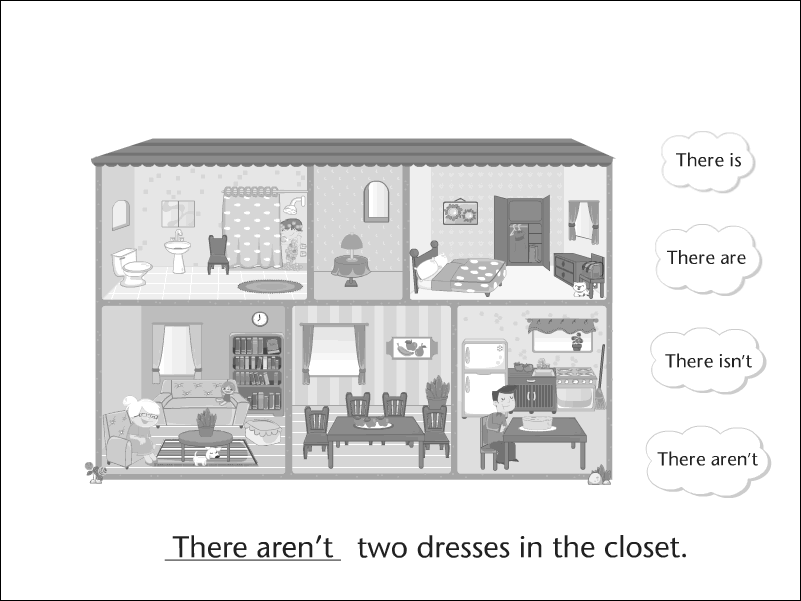 There is
There are
There isn't
There aren't
There aren't two dresses in the closet.